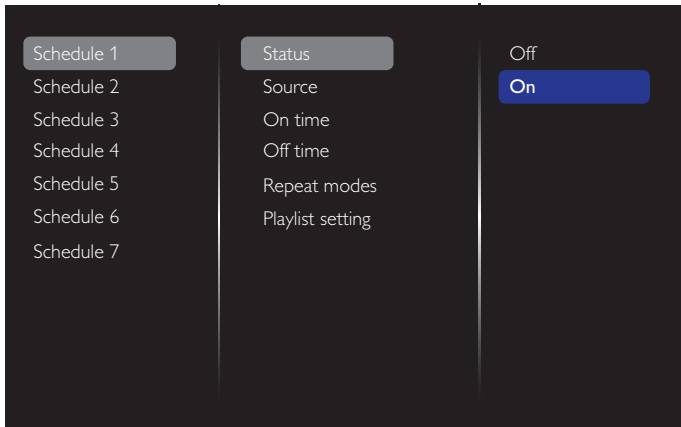 Schedule 1
Schedule 2
Schedule 3
Schedule 4
Schedule 5
Schedule 6
Schedule 7
Status
Source
On time
Off time
Repeat modes
Playlist setting
Off
On